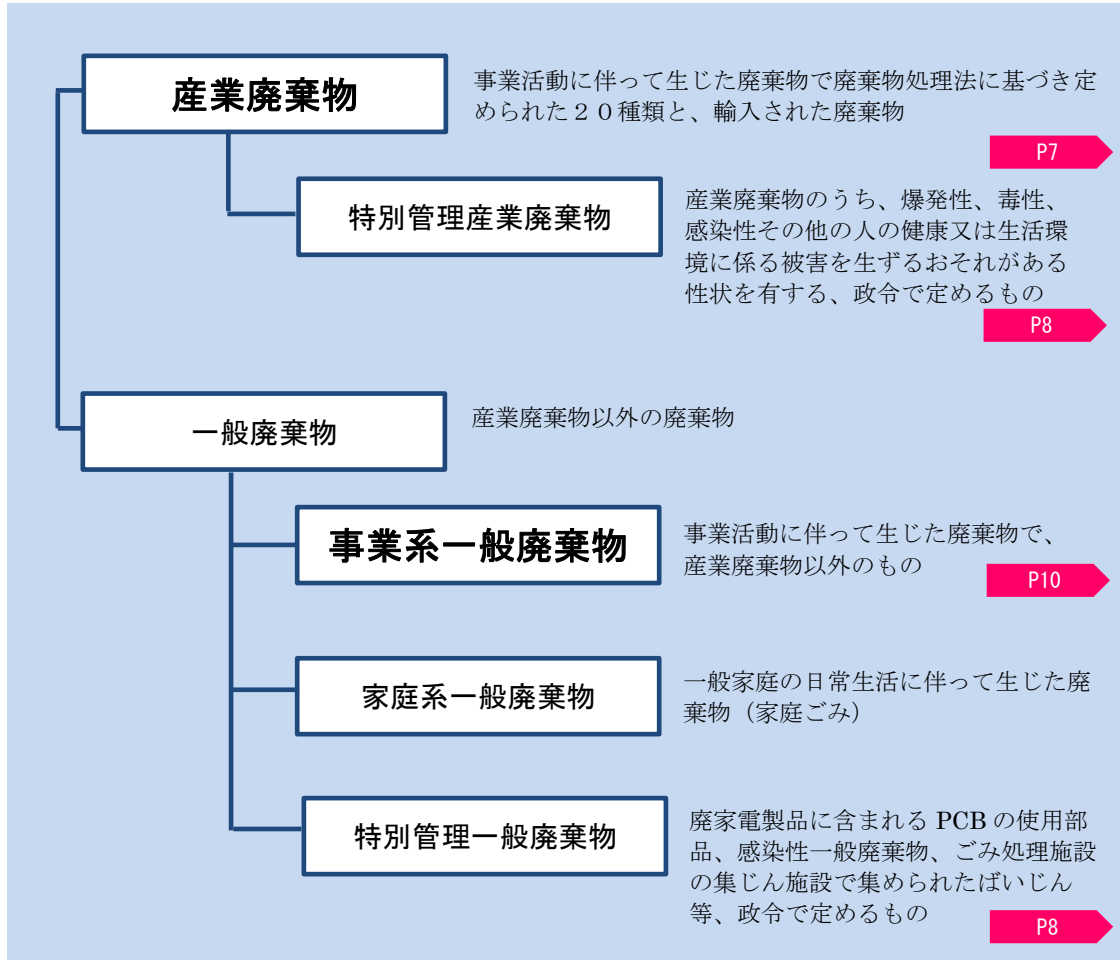 産業廃棄物
事業活動に伴って生じた廃棄物で廃棄物処理法に基づき定
められた２０種類と、輸入された廃棄物
P7
特別管理産業廃棄物
産業廃棄物のうち、爆発性、毒性、
感染性その他の人の健康又は生活環
境に係る被害を生ずるおそれがある
性状を有する、政令で定めるもの
P8
一般廃棄物
産業廃棄物以外の廃棄物
事業系一般廃棄物
事業活動に伴って生じた廃棄物で、
産業廃棄物以外のもの
P10
家庭系一般廃棄物
一般家庭の日常生活に伴って生じた廃
棄物（家庭ごみ）
特別管理一般廃棄物
廃家電製品に含まれる PCB の使用部
品、感染性一般廃棄物、ごみ処理施設
の集じん施設で集められたばいじん
等、政令で定めるもの
P8